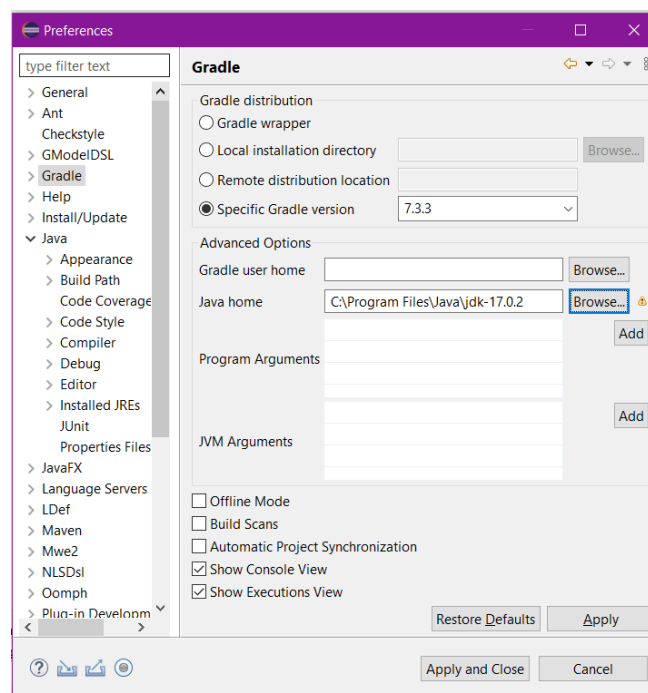 Preferences
type filter text
Gradle
General
Ant
Checkstyle
GModelDSL
Gradle
Help
Install/Update
Java
Appearance
Build Path
Code Coverage
Code Style
Compiler
Debug
Editor
Installed JREs
JUnit
Properties Files
JavaFX
Language Servers
LDef
Maven
Mwe2
NLSDsl
Oomph
Plug-in Developm
Gradle distribution
Gradle wrapper
Local installation directory Browse...
Remote distribution location
Specific Gradle version 7.3.3
Advanced Options
Gradle user home Browse...
Java home C:\Program Files\Java\jdk-17.0.2 Browse...
Add
Program Arguments
Add
JVM Arguments
Offline Mode
Build Scans
Automatic Project Synchronization
Show Console View
Show Executions View
Restore Defaults Apply
Apply and Close Cancel